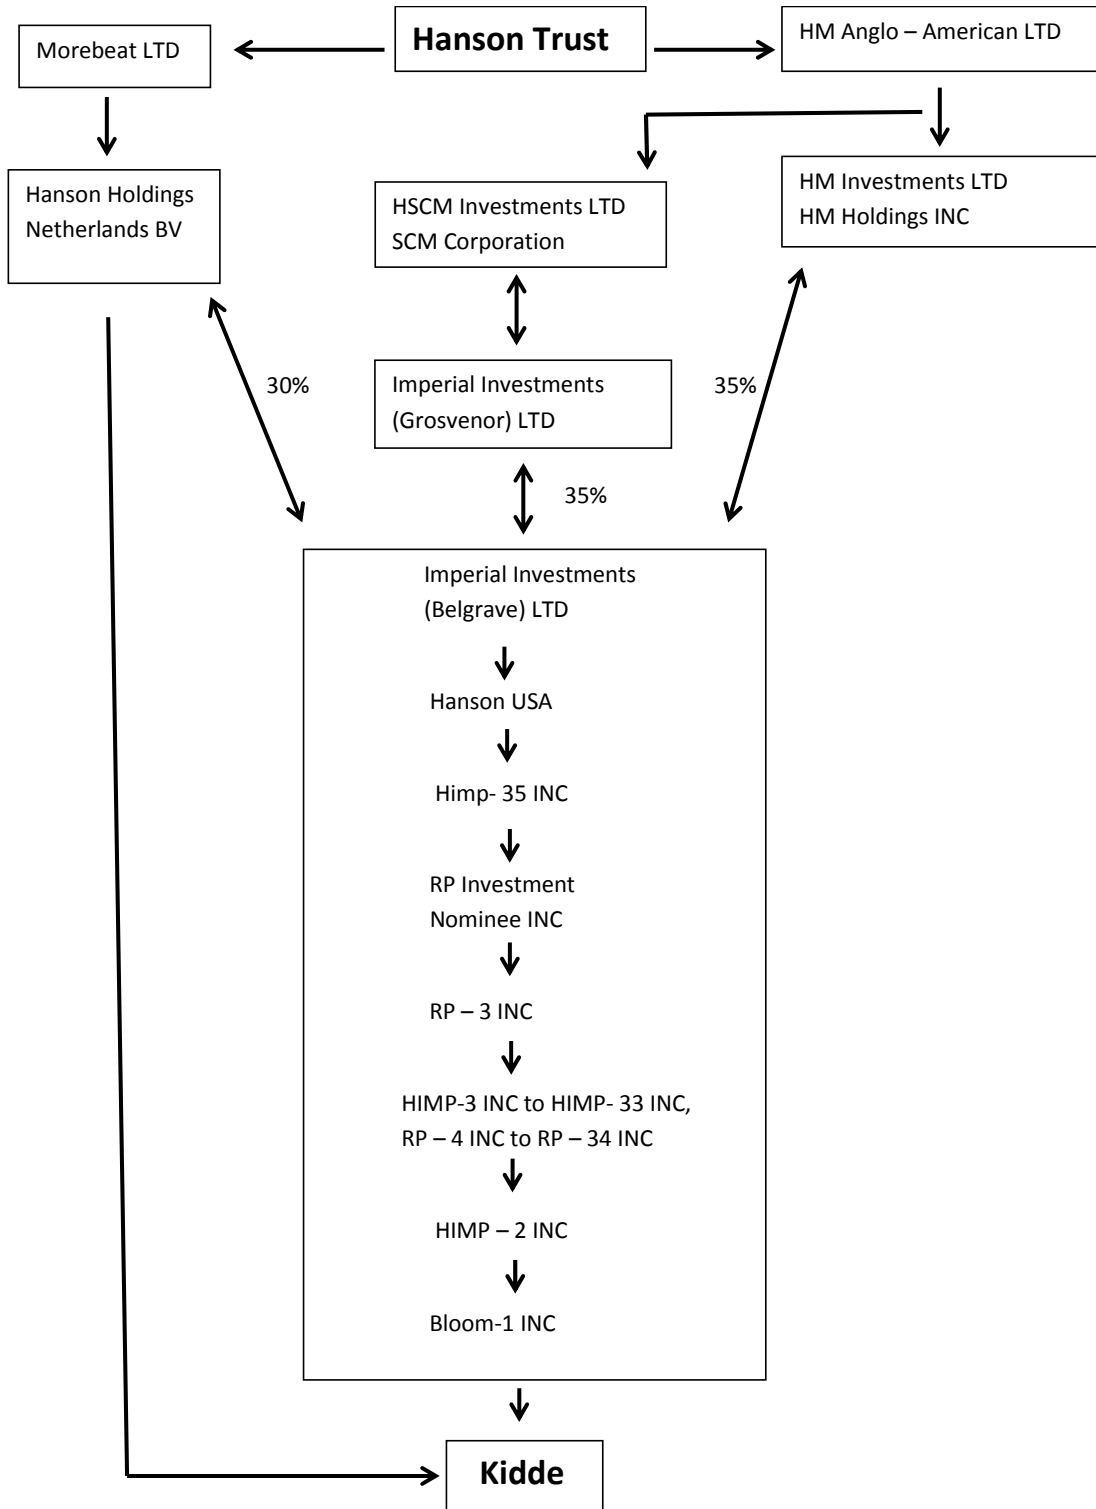 Morebeat LTD
Hanson Trust
HM Anglo – American LTD
Hanson Holdings
Netherlands BV
HSCM Investments LTD
SCM Corporation
HM Investments LTD
HM Holdings INC
30%
Imperial Investments
(Grosvenor) LTD
35%
35%
Imperial Investments
(Belgrave) LTD
Hanson USA
Himp- 35 INC
RP Investment
Nominee INC
RP – 3 INC
HIMP-3 INC to HIMP- 33 INC,
RP – 4 INC to RP – 34 INC
HIMP – 2 INC
Bloom-1 INC
Kidde